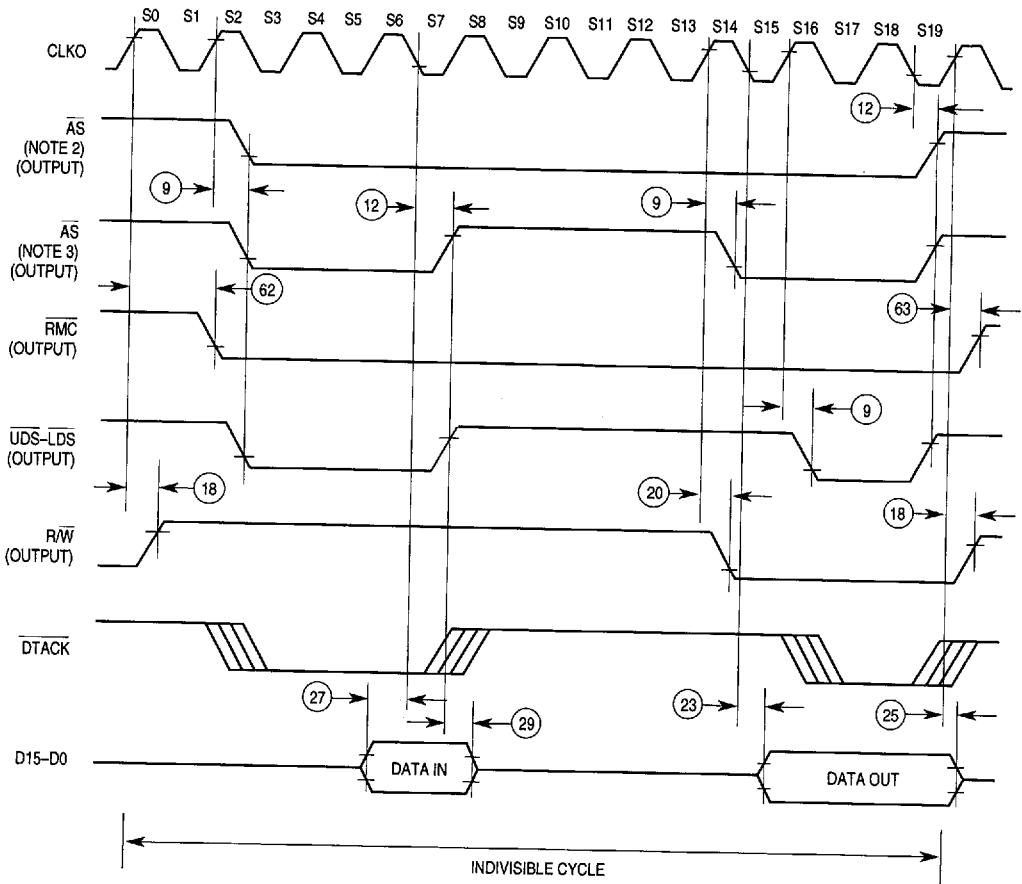 S0 S1 S2 S3 S4 S5 S6 S7 S8 S9 S10 S11 S12 S13 S14 S15 S16 S17 S18 S19
CLKO
12
AS
(NOTE 2)
(OUTPUT)
9 12 9
AS
(NOTE 3)
(OUTPUT)
62 63
RMC
(OUTPUT)
9
UDS–LDS
(OUTPUT)
18 20 18
R/W
(OUTPUT)
DTACK
27 29 23 25
D15–D0
DATA IN DATA OUT
INDIVISIBLE CYCLE